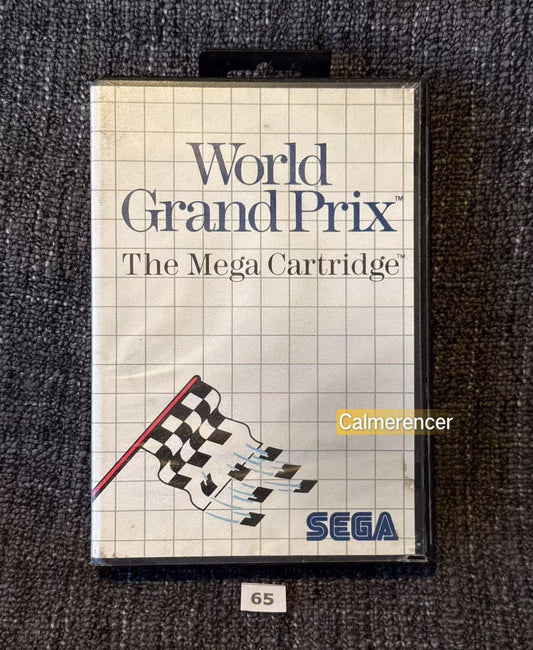 World
Grand Prix™
The Mega Cartridge™
Calmerencer
SEGA
65